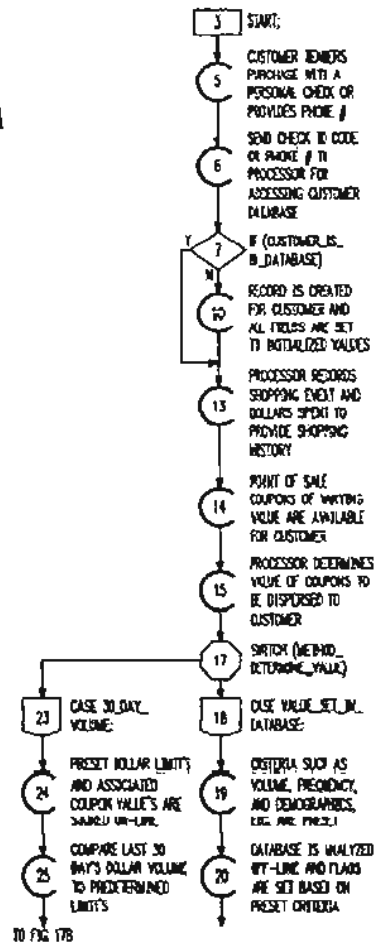 3 START;
CUSTOMER TENDERS
5 PURCHASE WITH A
PERSONAL CHECK OR
PROVIDES PHONE #
SEND CHECK ID CODE
6 OR PHONE # TO
PROCESSOR FOR
ACCESSING CUSTOMER
DATABASE
Y 7 IF (CUSTOMER_IS_
IN_DATABASE)
N
RECORD IS CREATED
10 FOR CUSTOMER AND
ALL FIELDS ARE SET
TO INITIALIZED VALUES
PROCESSOR RECORDS
13 SHOPPING EVENT AND
DOLLARS SPENT TO
PROVIDE SHOPPING
HISTORY
POINT OF SALE
14 COUPONS OF VARYING
VALUE ARE AVAILABLE
FOR CUSTOMER
PROCESSOR DETERMINES
15 VALUE OF COUPONS TO
BE DISPERSED TO
CUSTOMER
17 SWITCH (METHOD_
DETERMINE_VALUE)
23 CASE 30_DAY_
VOLUME;
18 CASE VALUE_SET_IN_
DATABASE:
PRESET DOLLAR LIMITS
24 AND ASSOCIATED
COUPON VALUE'S ARE
ON-LINE
CRITERIA SUCH AS
19 VOLUME, FREQUENCY,
AND DEMOGRAPHICS,
ARE PRESET
COMPARE LAST 30
25 DAY'S DOLLAR VOLUME
TO PREDETERMINED
LIMITS
DATABASE IS ANALYZED
20 OFF-LINE AND FLAGS
ARE SET BASED ON
PRESET CRITERIA
TO FIG. 17B